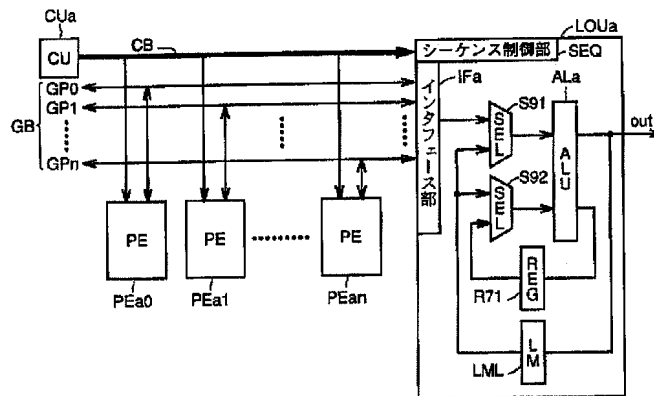 CUa
CU
CB
LOUa
シーケンス制御部
SEQ
GB
GP0
GP1
GPn
インタフェース部
IFa
S91
SEL
ALa
ALU
out
S92
SEL
PE
PE
PE
PEa0
PEa1
PEan
REG
R71
LM
LML